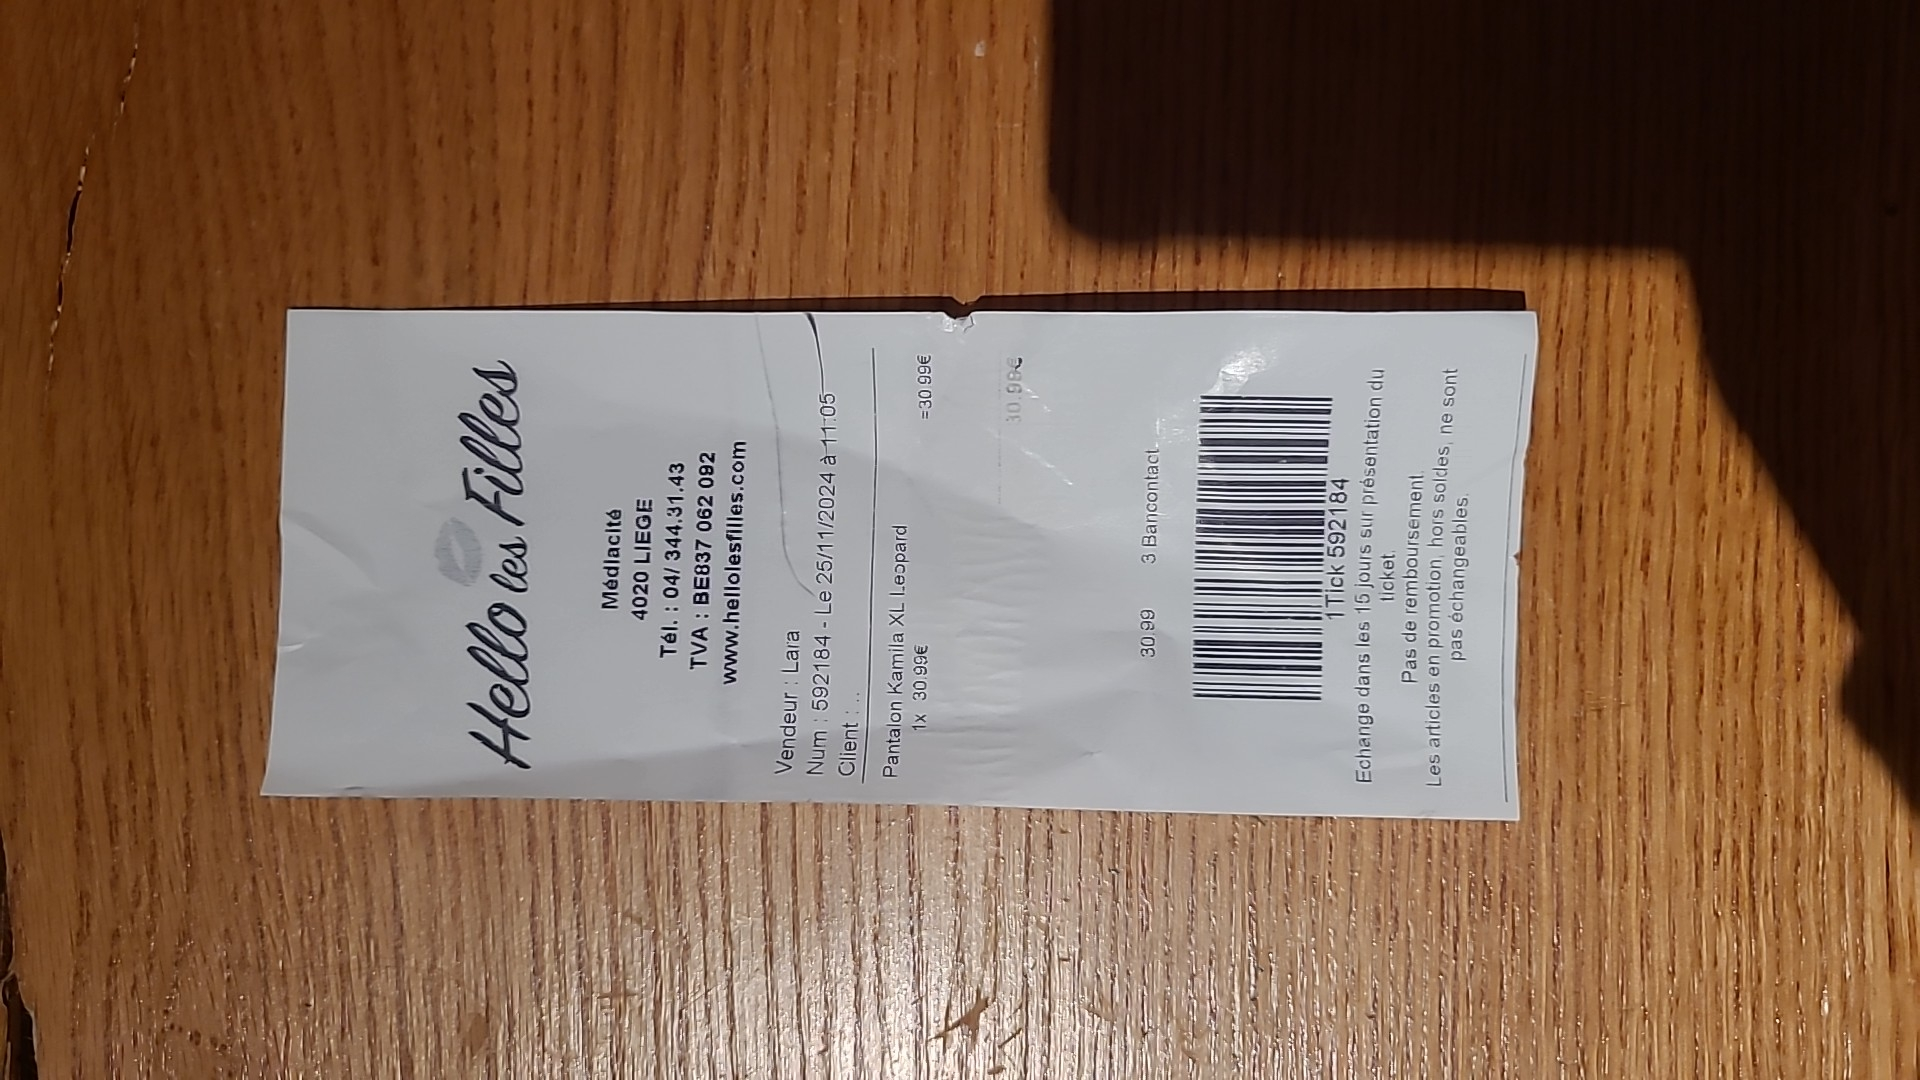 Hello les Filles
Médiacité
4020 LIEGE
Tél. : 04/ 344.31.43
TVA : BE837 062 092
www.hellolesfilles.com
Vendeur : Lara
Num : 592184 - Le 25/11/2024 à 11:05
Client : ..
Pantalon Kamila XL Leopard
1x 30.99€ =30.99€
30.99€
30.99 3 Bancontact
1Tick 592184
Echange dans les 15 jours sur présentation du
ticket.
Pas de remboursement.
Les articles en promotion, hors soldes, ne sont
pas échangeables.